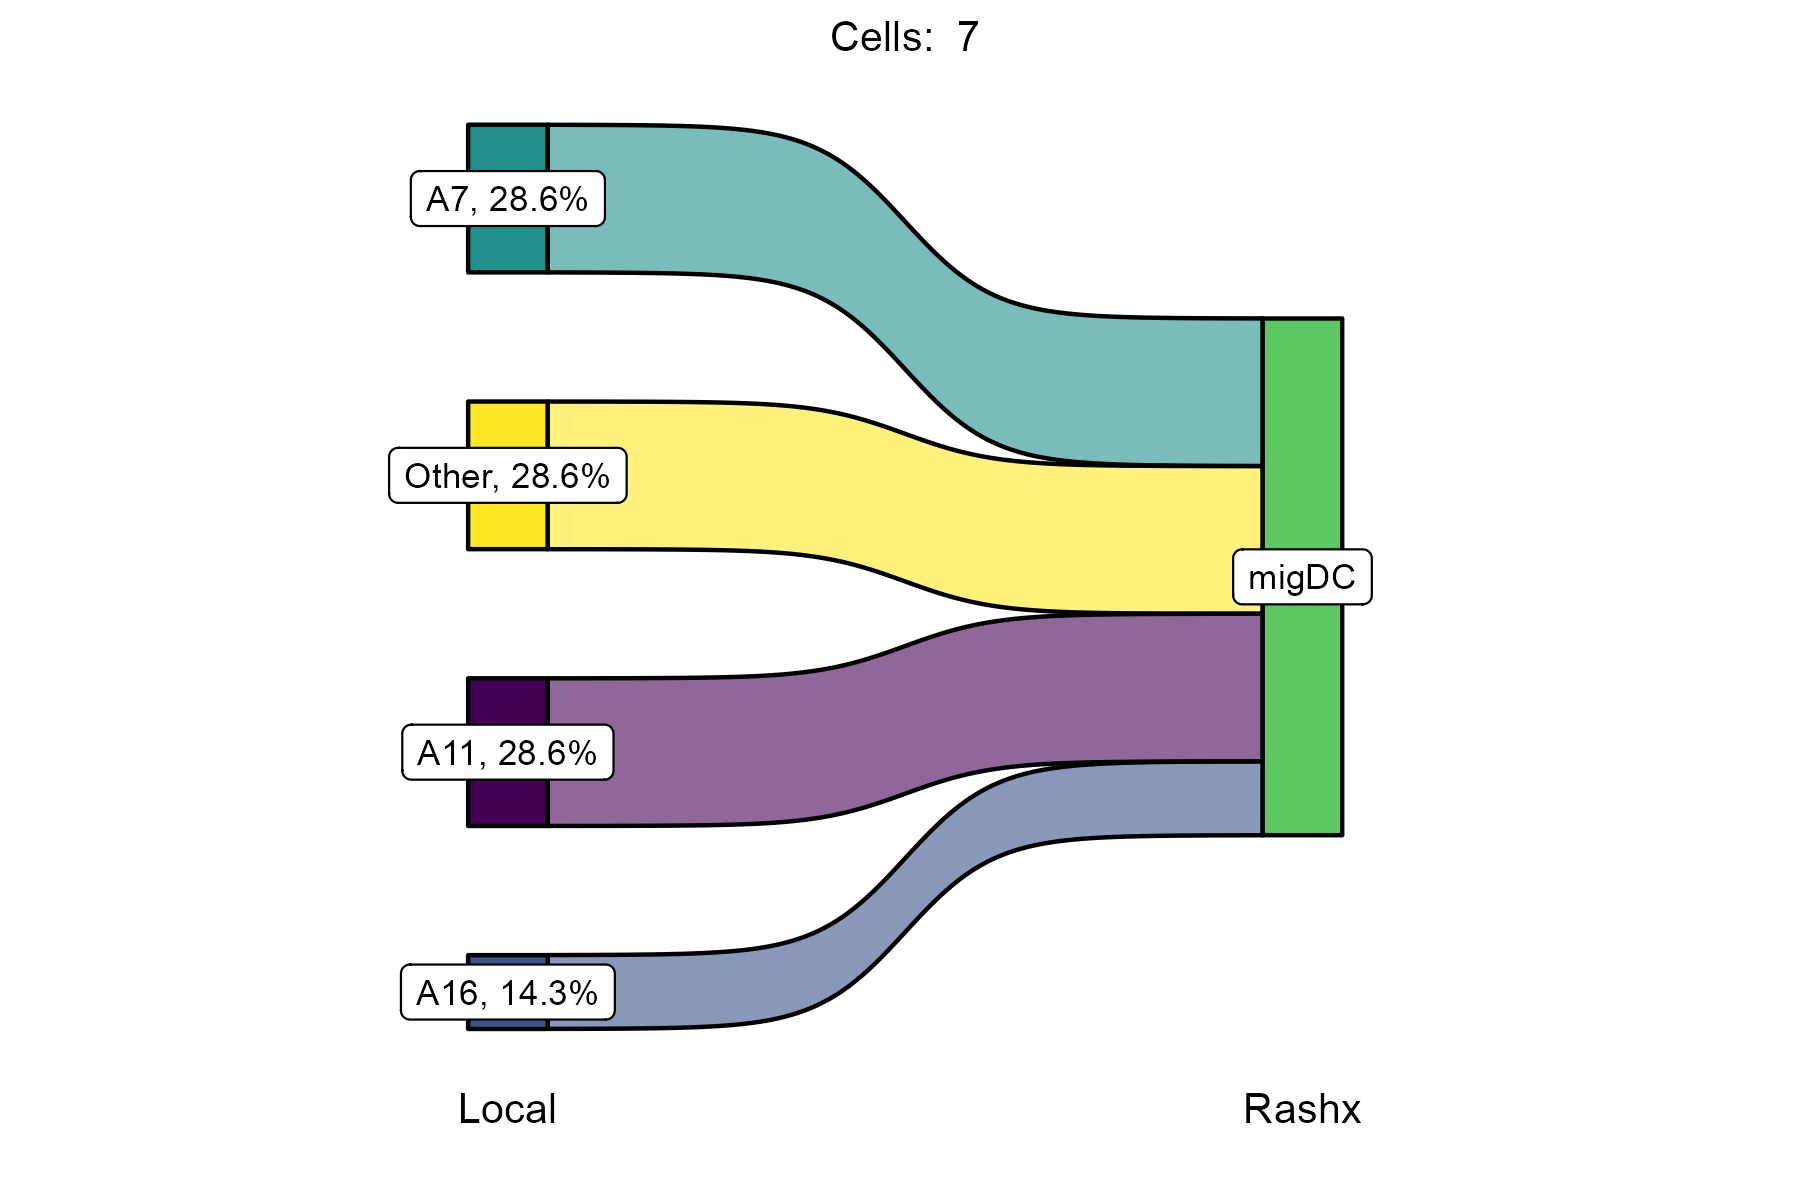 Cells:  7
A7, 28.6%
Other, 28.6%
migDC
A11, 28.6%
A16, 14.3%
Local
Rashx